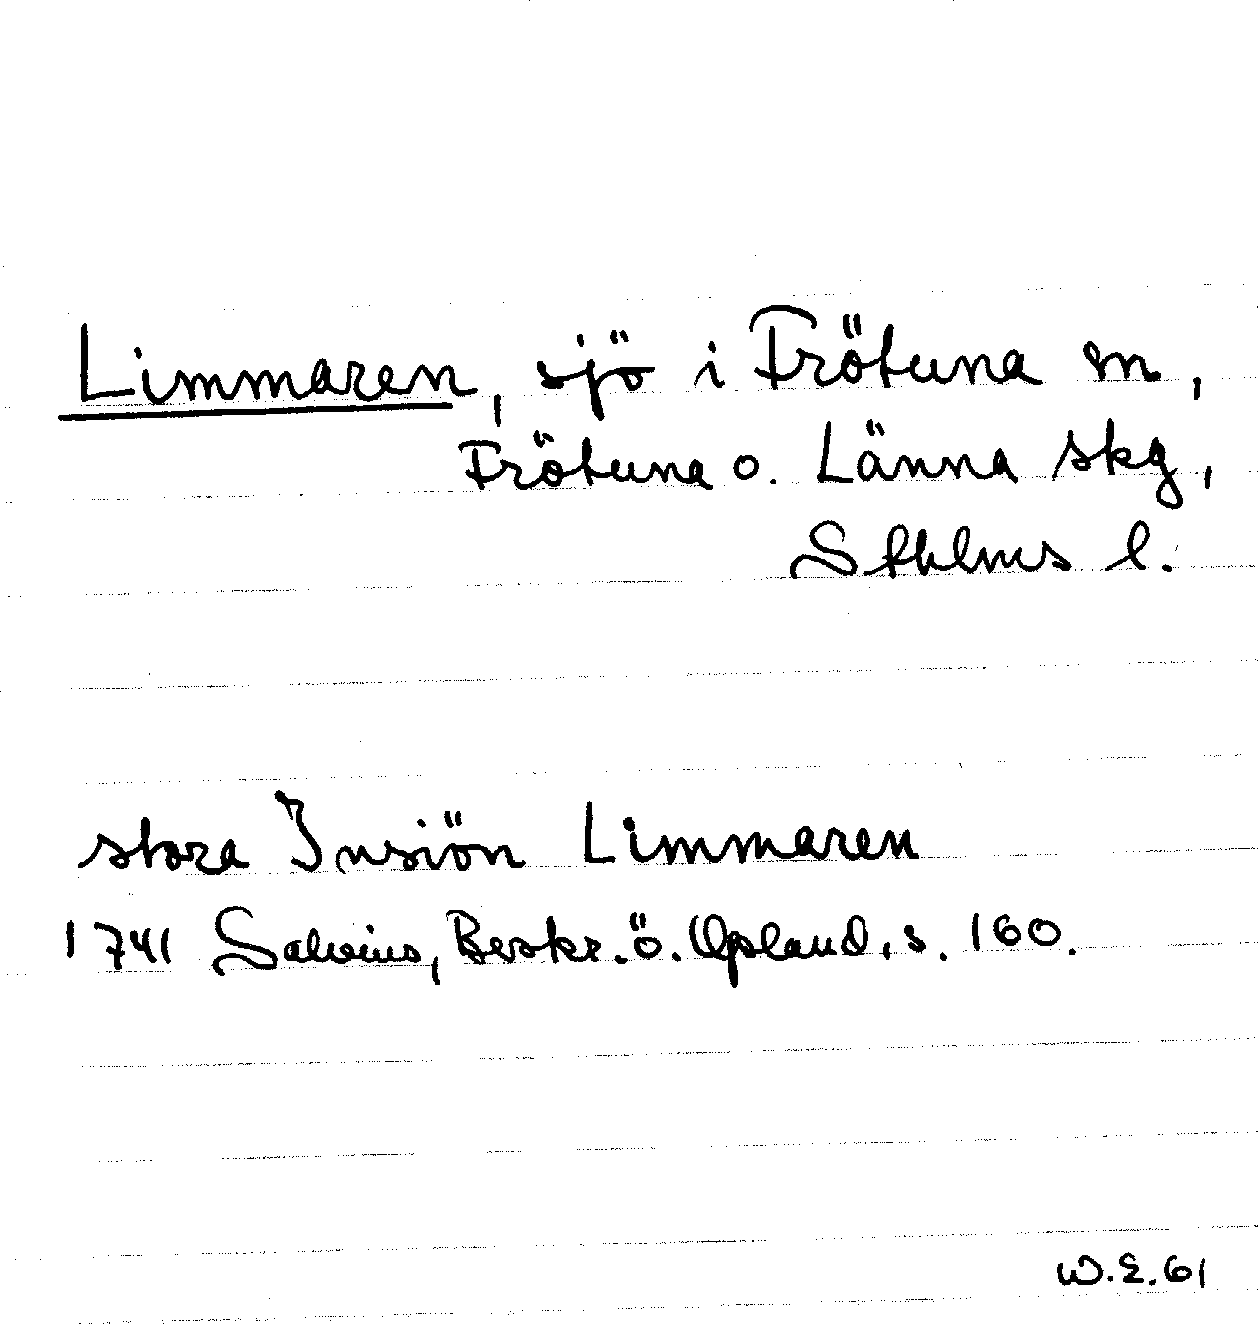 Limmaren, sjö i Frötuna sn,
Frötuna o. Länna skg,
Sthlms l.
stora Insiön Limmaren
1741 Salvius, Beskr. ö. Upland, s. 160.
W.E. 61